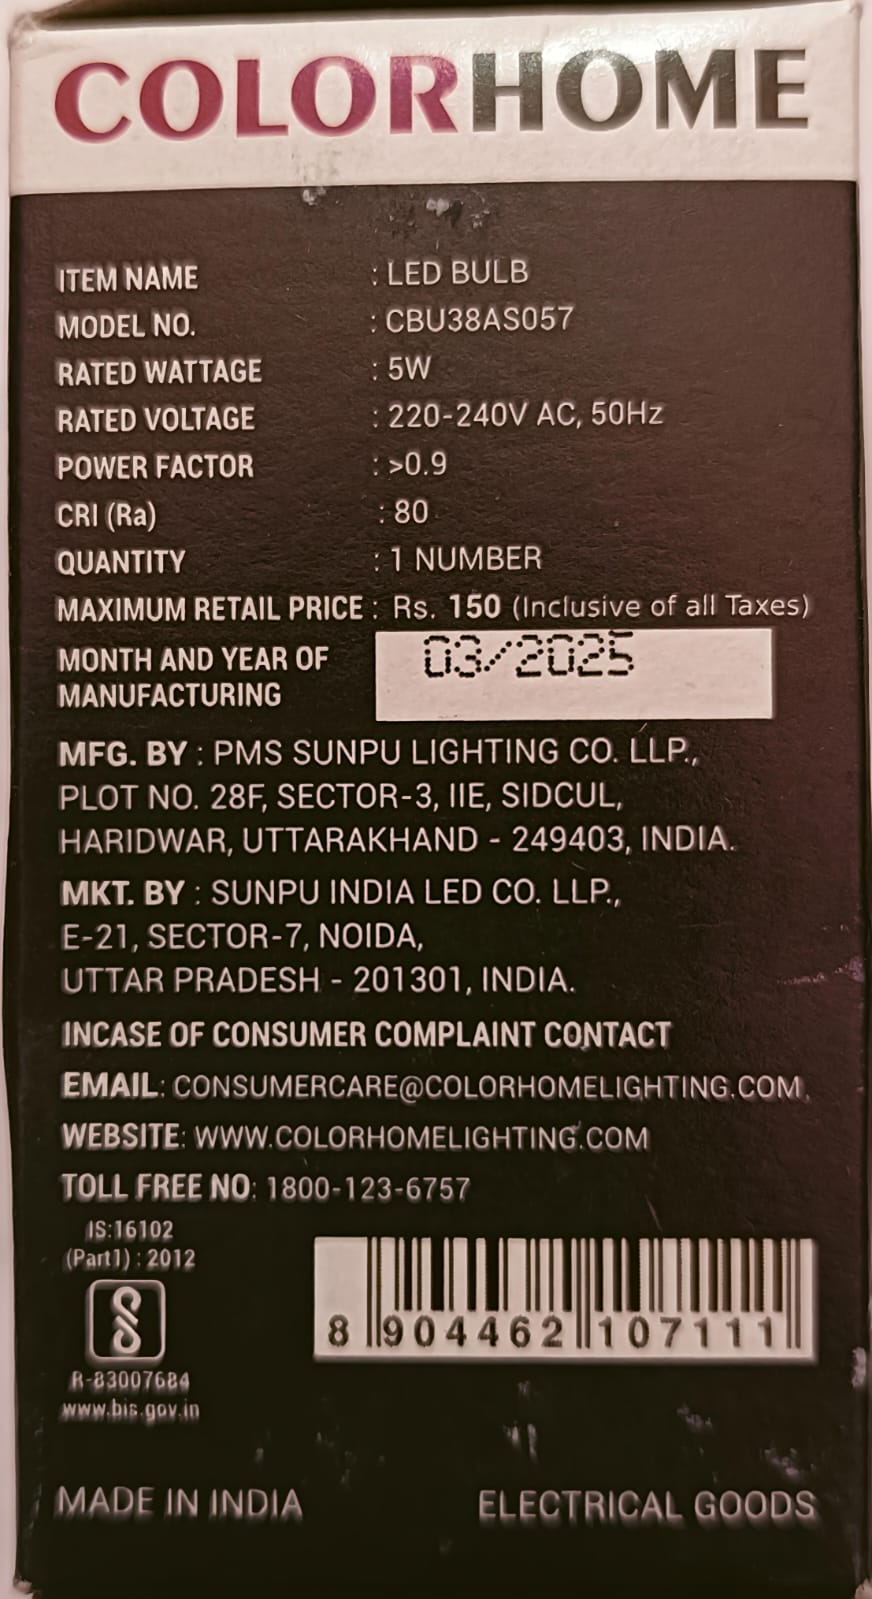 COLORHOME
ITEM NAME : LED BULB
MODEL NO. : CBU38AS057
RATED WATTAGE : 5W
RATED VOLTAGE : 220-240V AC, 50Hz
POWER FACTOR : >0.9
CRI (Ra) : 80
QUANTITY : 1 NUMBER
MAXIMUM RETAIL PRICE : Rs. 150 (Inclusive of all Taxes)
MONTH AND YEAR OF
MANUFACTURING
03/2025
MFG. BY : PMS SUNPU LIGHTING CO. LLP.,
PLOT NO. 28F, SECTOR-3, IIE, SIDCUL,
HARIDWAR, UTTARAKHAND - 249403, INDIA.
MKT. BY : SUNPU INDIA LED CO. LLP.,
E-21, SECTOR-7, NOIDA,
UTTAR PRADESH - 201301, INDIA.
INCASE OF CONSUMER COMPLAINT CONTACT
EMAIL: CONSUMERCARE@COLORHOMELIGHTING.COM,
WEBSITE: WWW.COLORHOMELIGHTING.COM
TOLL FREE NO: 1800-123-6757
IS:16102
(Part1) : 2012
R-83007684
www.bis.gov.in
8 904462 107111
MADE IN INDIA
ELECTRICAL GOODS